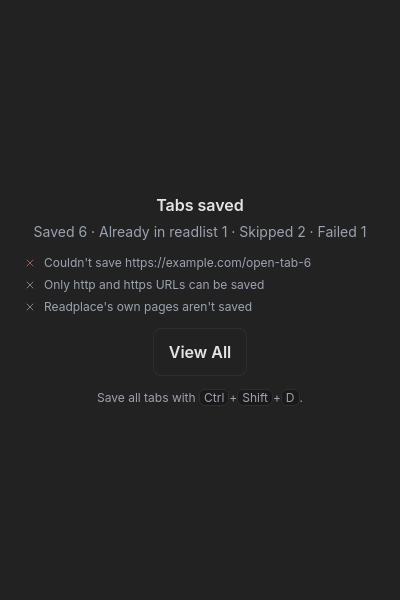 Tabs saved
Saved 6 · Already in readlist 1 · Skipped 2 · Failed 1
Couldn't save https://example.com/open-tab-6
Only http and https URLs can be saved
Readplace's own pages aren't saved
View All
Save all tabs with Ctrl + Shift + D .